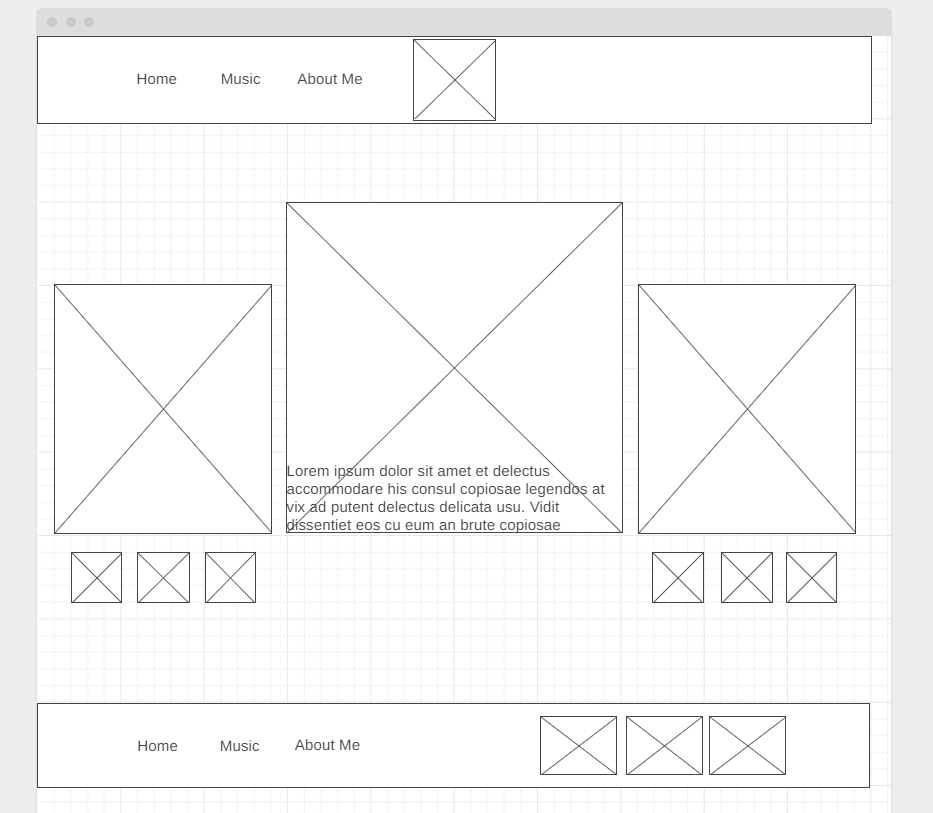 Home Music About Me
Lorem ipsum dolor sit amet et delectus
accommodare his consul copiosae legendos at
vix ad putent delectus delicata usu. Vidit
dissentiet eos cu eum an brute copiosae
Home Music About Me